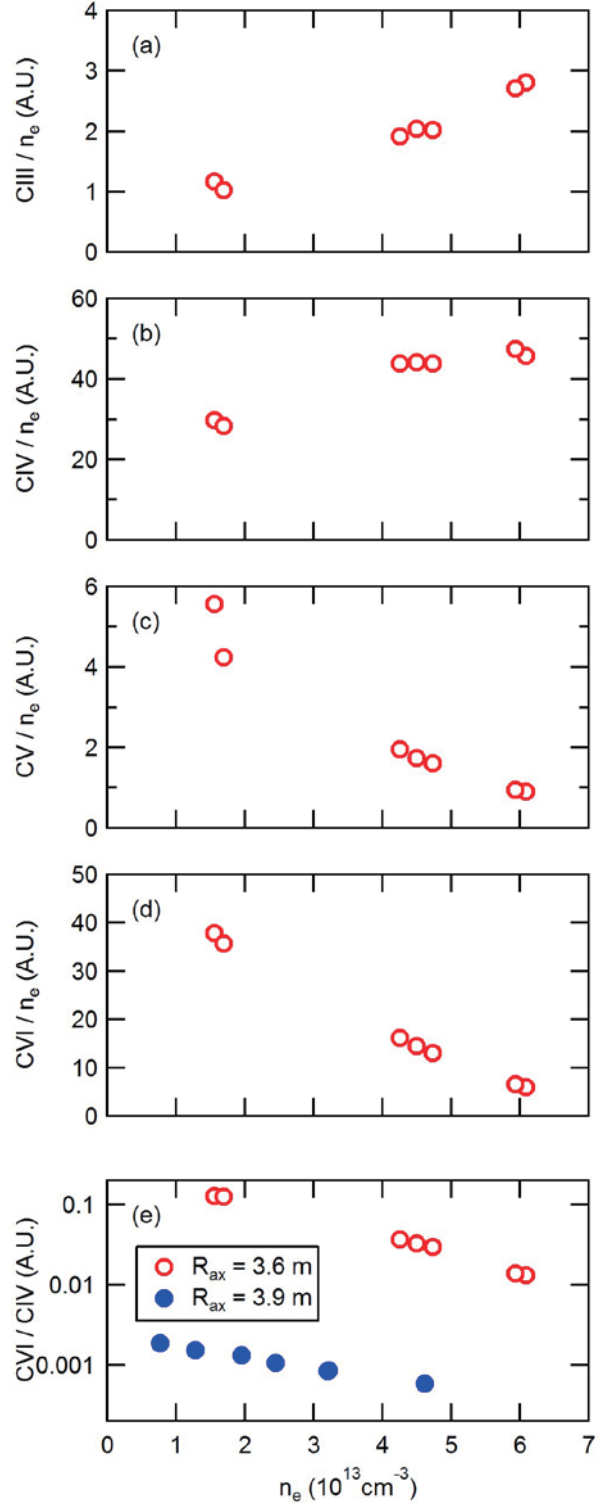 4
(a)
3
2
1
0
CIII / nₑ (A.U.)
60
(b)
40
20
0
CIV / nₑ (A.U.)
6
(c)
4
2
0
CV / nₑ (A.U.)
50
(d)
40
30
20
10
0
CVI / nₑ (A.U.)
(e)
0.1
0.01
0.001
CVI / CIV (A.U.)
Rₐₓ = 3.6 m
Rₐₓ = 3.9 m
0 1 2 3 4 5 6 7
nₑ (10¹³cm⁻³)